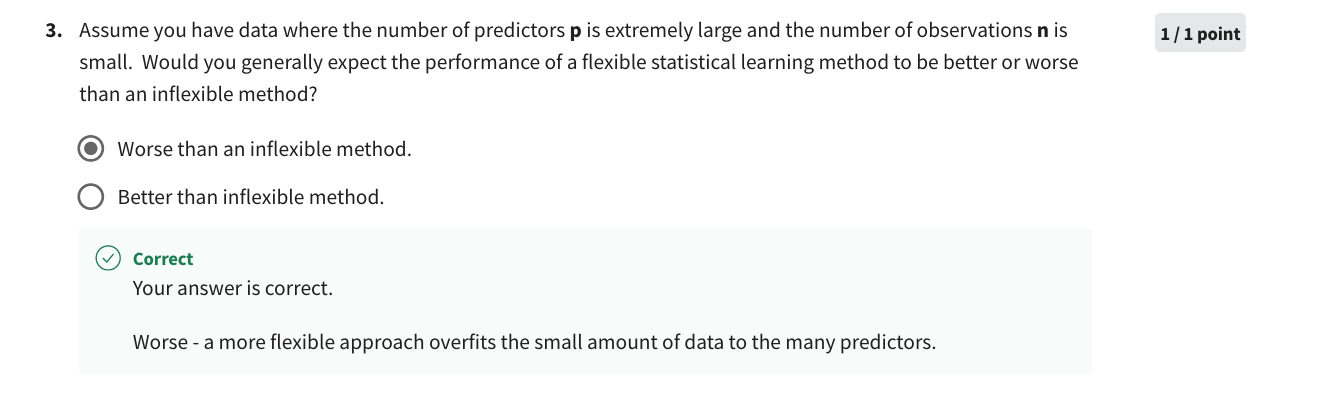 3. Assume you have data where the number of predictors p is extremely large and the number of observations n is
1 / 1 point
small.  Would you generally expect the performance of a flexible statistical learning method to be better or worse
than an inflexible method?
Worse than an inflexible method.
Better than inflexible method.
Correct
Your answer is correct.
Worse - a more flexible approach overfits the small amount of data to the many predictors.